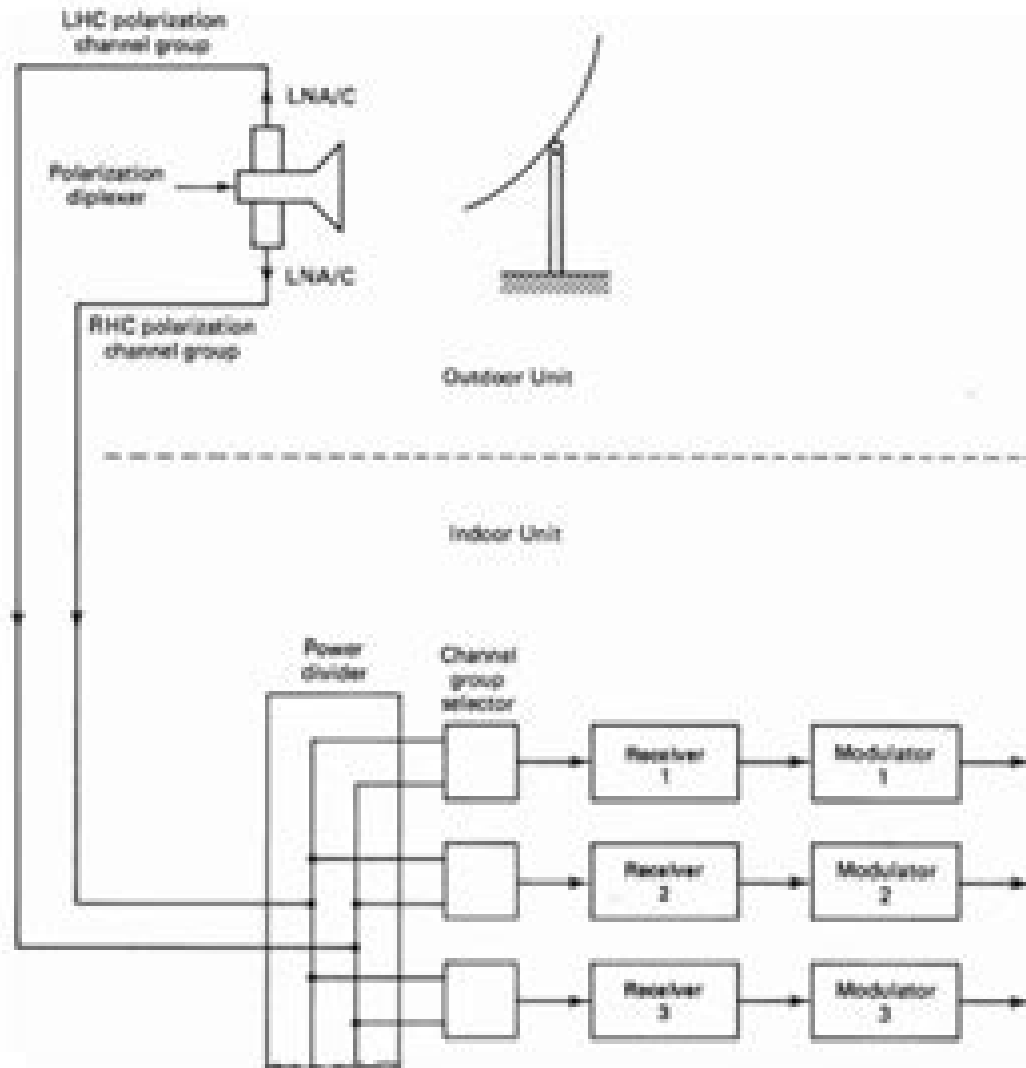 LHC polarization
channel group
LNA/C
Polarization
diplexer
LNA/C
RHC polarization
channel group
Outdoor Unit
Indoor Unit
Power
divider
Channel
group
selector
Receiver
1
Modulator
1
Receiver
2
Modulator
2
Receiver
3
Modulator
3